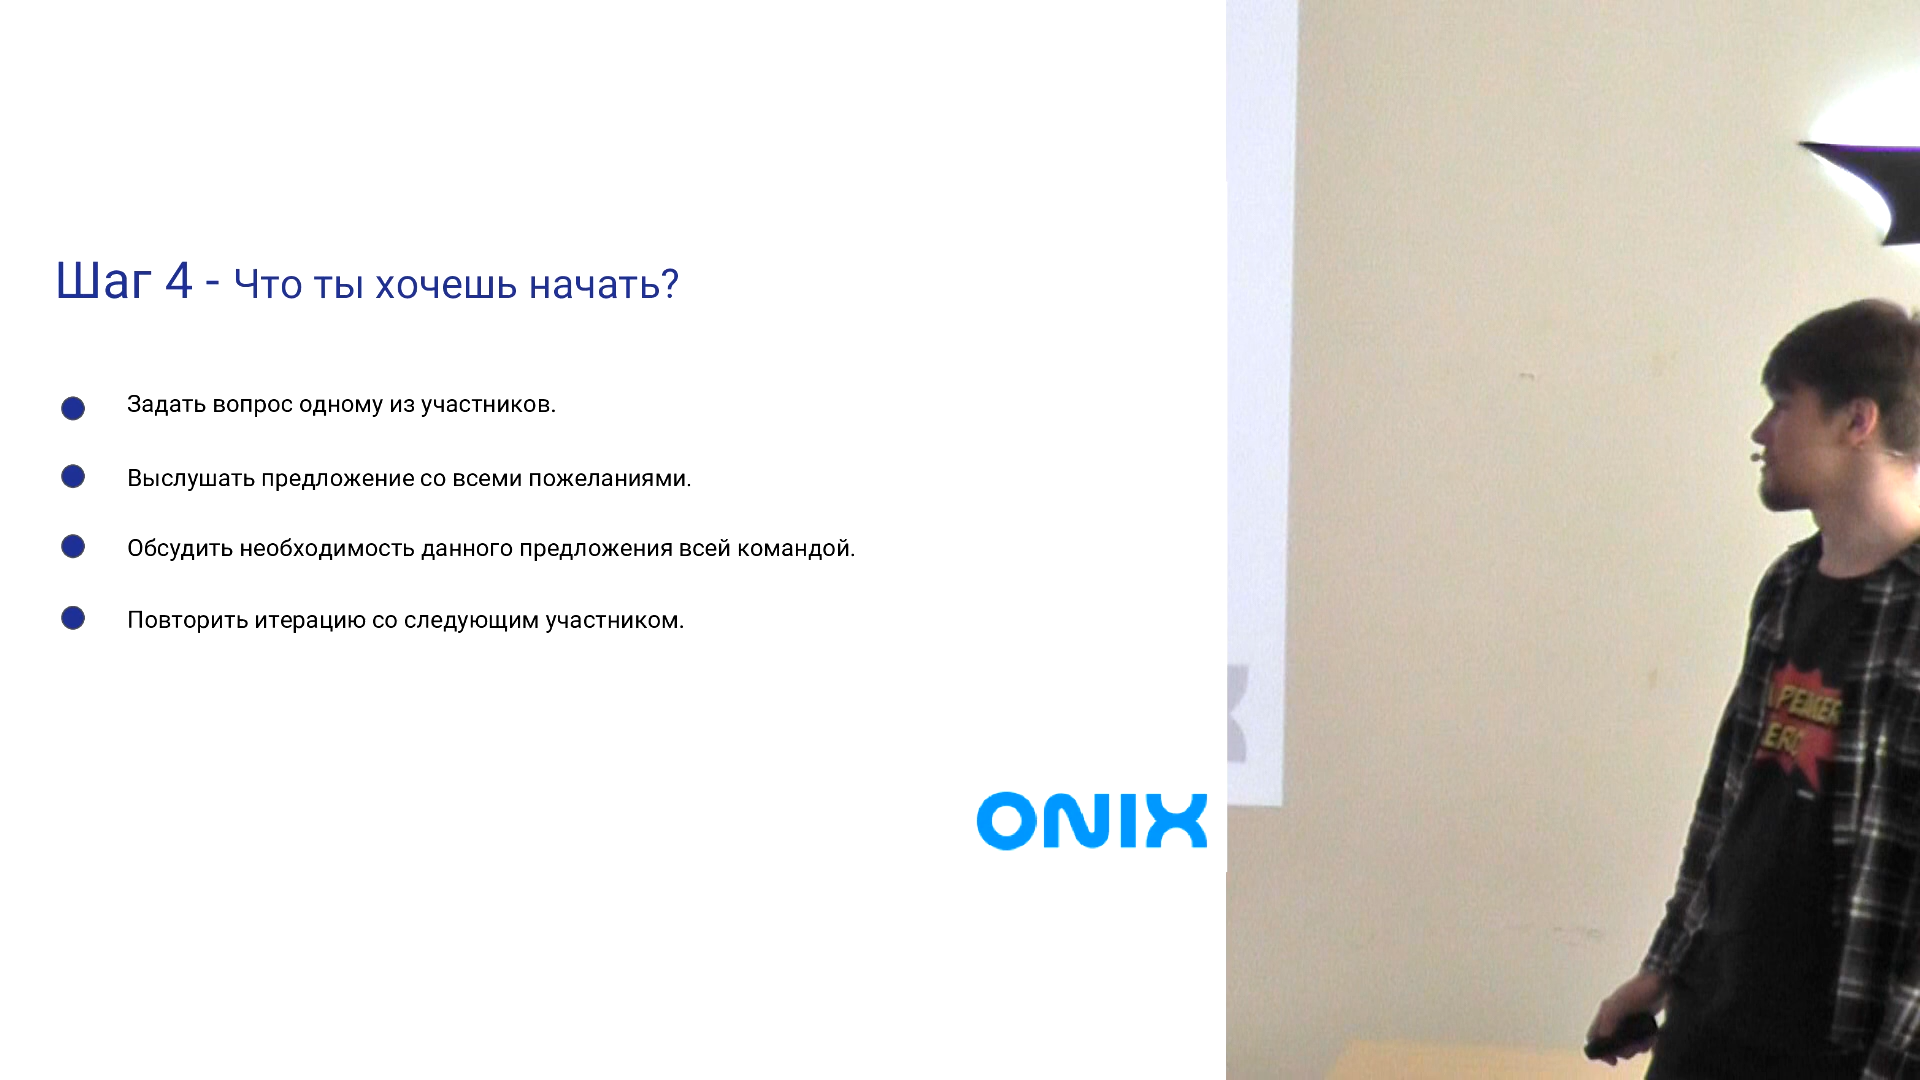 Шаг 4 - Что ты хочешь начать?
Задать вопрос одному из участников.
Выслушать предложение со всеми пожеланиями.
Обсудить необходимость данного предложения всей командой.
Повторить итерацию со следующим участником.
ONIX